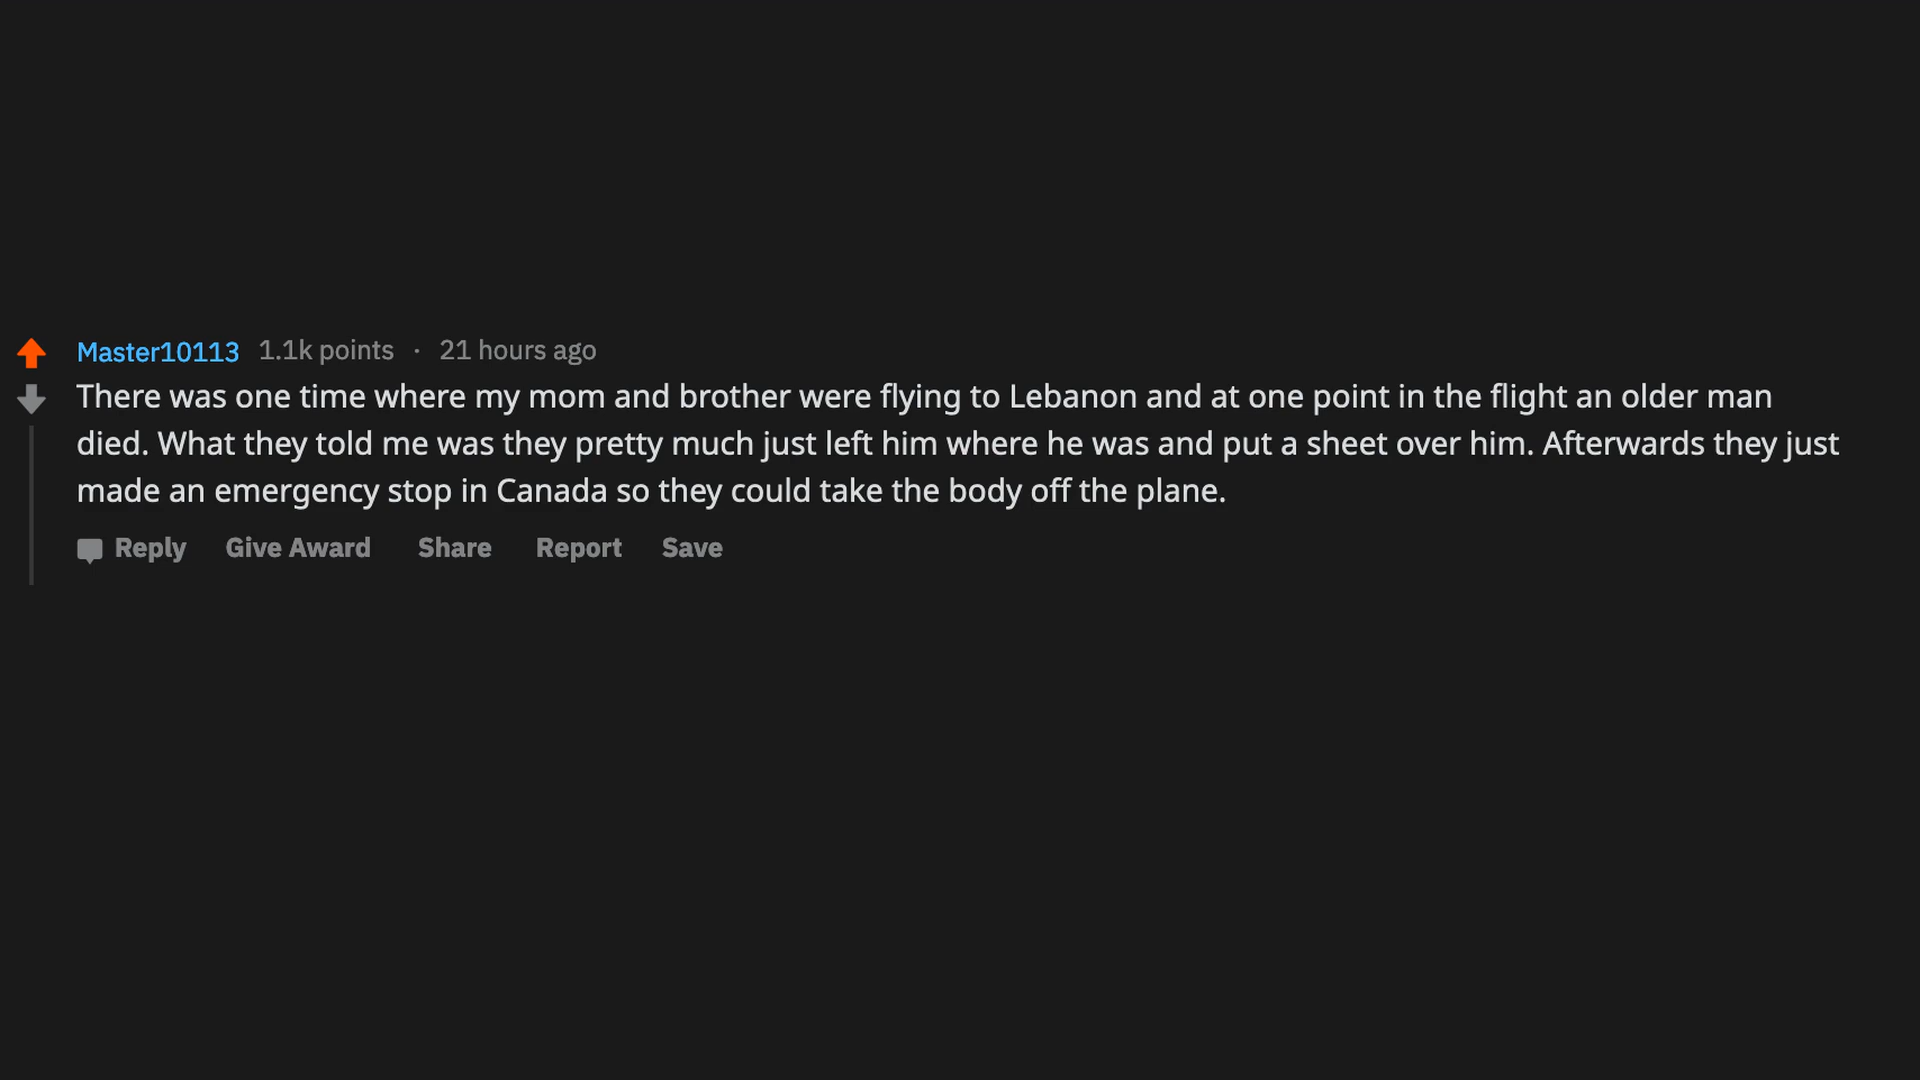 Master10113 1.1k points · 21 hours ago
There was one time where my mom and brother were flying to Lebanon and at one point in the flight an older man
died. What they told me was they pretty much just left him where he was and put a sheet over him. Afterwards they just
made an emergency stop in Canada so they could take the body off the plane.
Reply Give Award Share Report Save